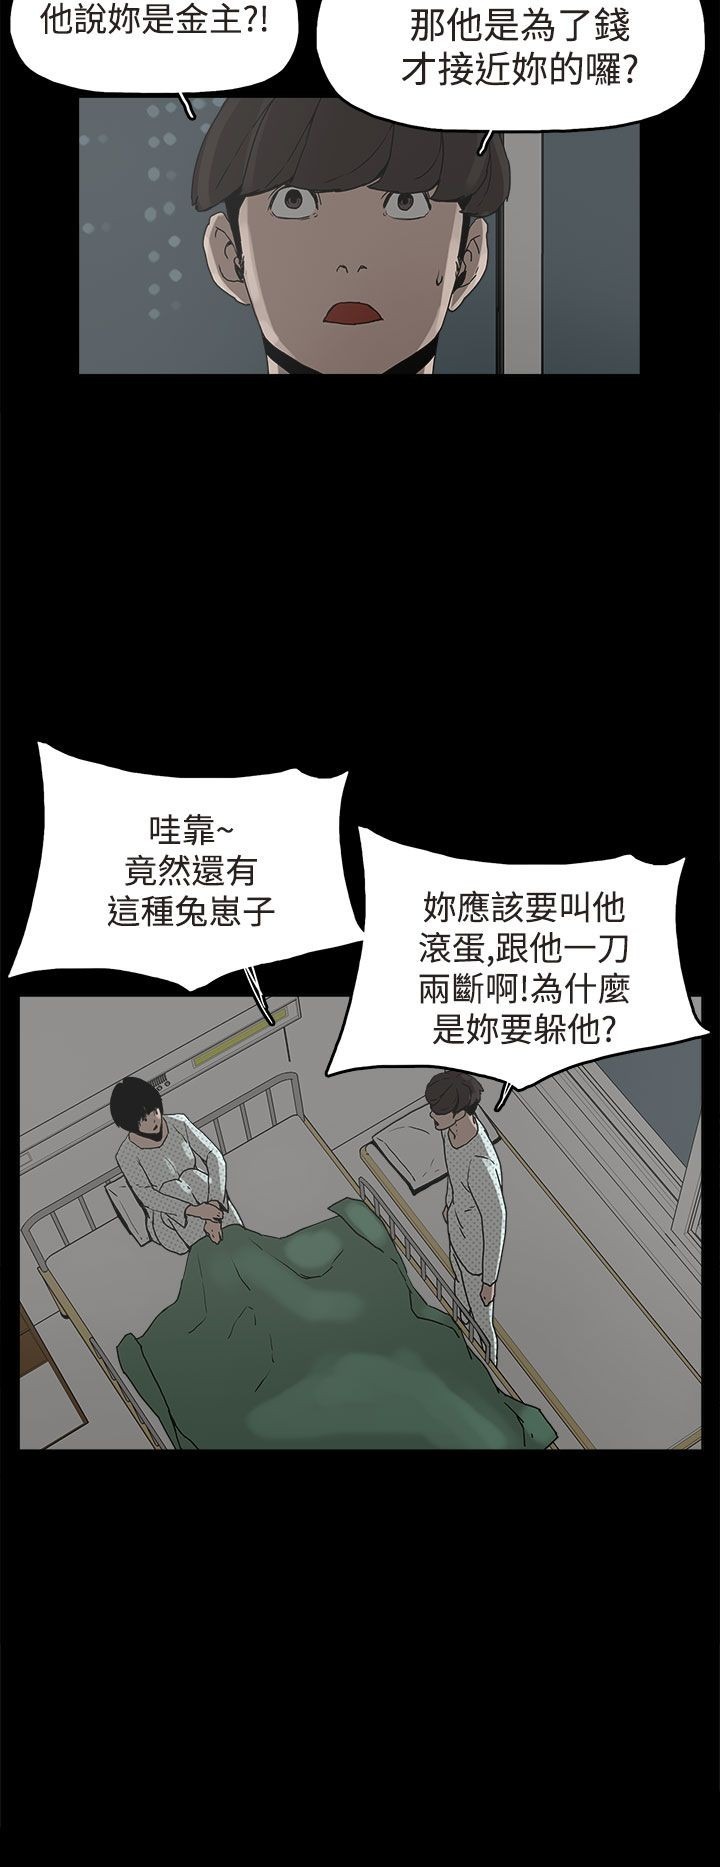 他說妳是金主?!
那他是為了錢
才接近妳的囉?
哇靠~
竟然還有
這種兔崽子
妳應該要叫他
滾蛋,跟他一刀
兩斷啊!為什麼
是妳要躲他?